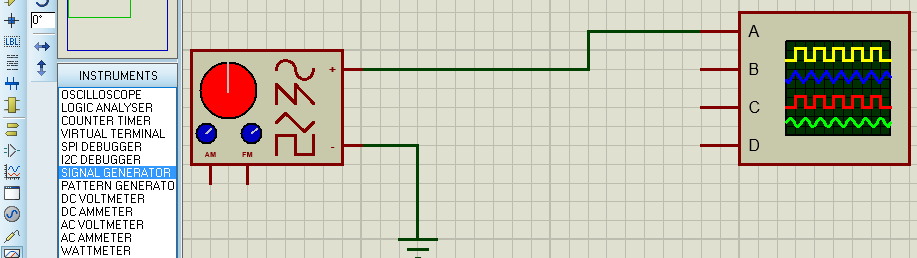 0°
LBL
INSTRUMENTS
OSCILLOSCOPE
LOGIC ANALYSER
COUNTER TIMER
VIRTUAL TERMINAL
SPI DEBUGGER
I2C DEBUGGER
SIGNAL GENERATOR
PATTERN GENERATO
DC VOLTMETER
DC AMMETER
AC VOLTMETER
AC AMMETER
WATTMETER
+
-
AM FM
A
B
C
D